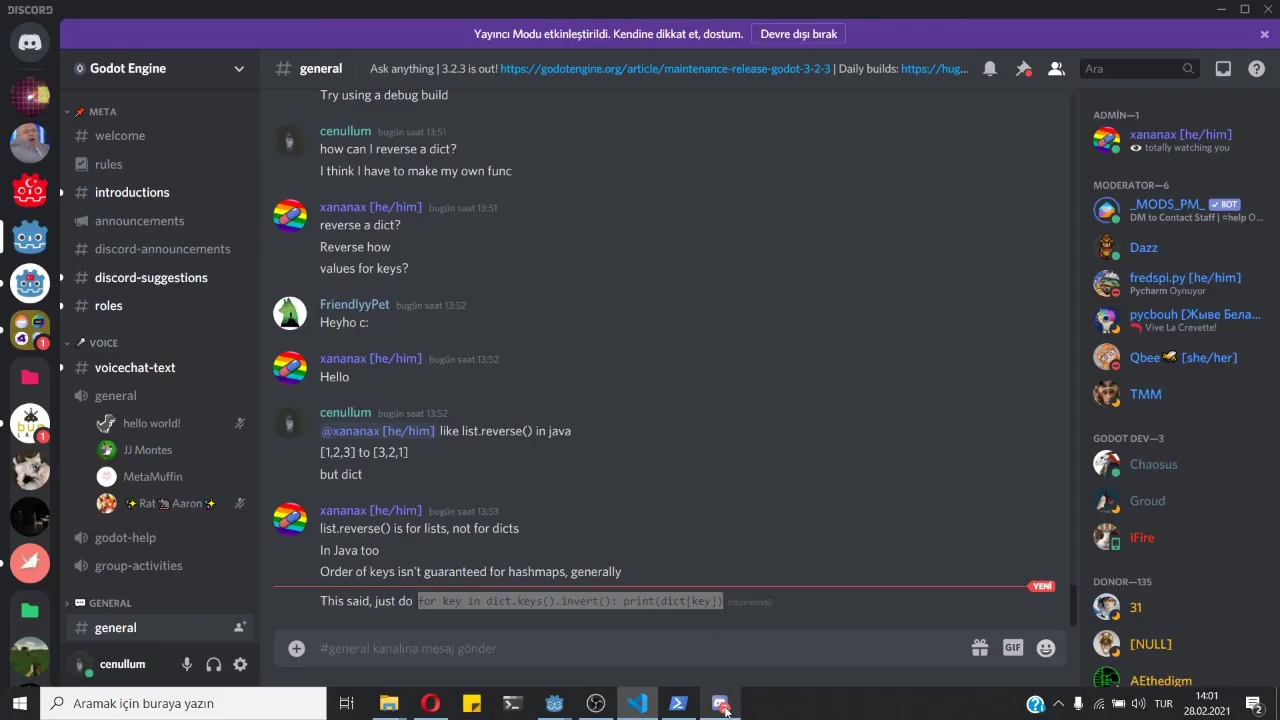 DISCORD
Yayıncı Modu etkinleştirildi. Kendine dikkat et, dostum. Devre dışı bırak
Godot Engine
# general Ask anything | 3.2.3 is out! https://godotengine.org/article/maintenance-release-godot-3-2-3 | Daily builds: https://hug...
Ara
META
welcome
rules
introductions
announcements
discord-announcements
discord-suggestions
roles
VOICE
voicechat-text
general
hello world!
JJ Montes
MetaMuffin
Rat Aaron
godot-help
group-activities
GENERAL
general
cenullum
Try using a debug build
cenullum bugün saat 13:51
how can I reverse a dict?
I think I have to make my own func
xananax [he/him] bugün saat 13:51
reverse a dict?
Reverse how
values for keys?
FriendlyyPet bugün saat 13:52
Heyho c:
xananax [he/him] bugün saat 13:52
Hello
cenullum bugün saat 13:52
@xananax [he/him] like list.reverse() in java
[1,2,3] to [3,2,1]
but dict
xananax [he/him] bugün saat 13:53
list.reverse() is for lists, not for dicts
In Java too
Order of keys isn't guaranteed for hashmaps, generally
YENİ
This said, just do for key in dict.keys().invert(): print(dict[key]) (düzenlendi)
#general kanalına mesaj gönder
GIF
ADMİN—1
xananax [he/him]
totally watching you
MODERATOR—6
_MODS_PM_ BOT
DM to Contact Staff | =help O...
Dazz
fredspi.py [he/him]
Pycharm Oynuyor
pycbouh [Жыве Бела...
Vive La Crevette!
Qbee [she/her]
TMM
GODOT DEV—3
Chaosus
Groud
iFire
DONOR—135
31
[NULL]
AEthedigm
Aramak için buraya yazın
TUR
14:01
28.02.2021
2